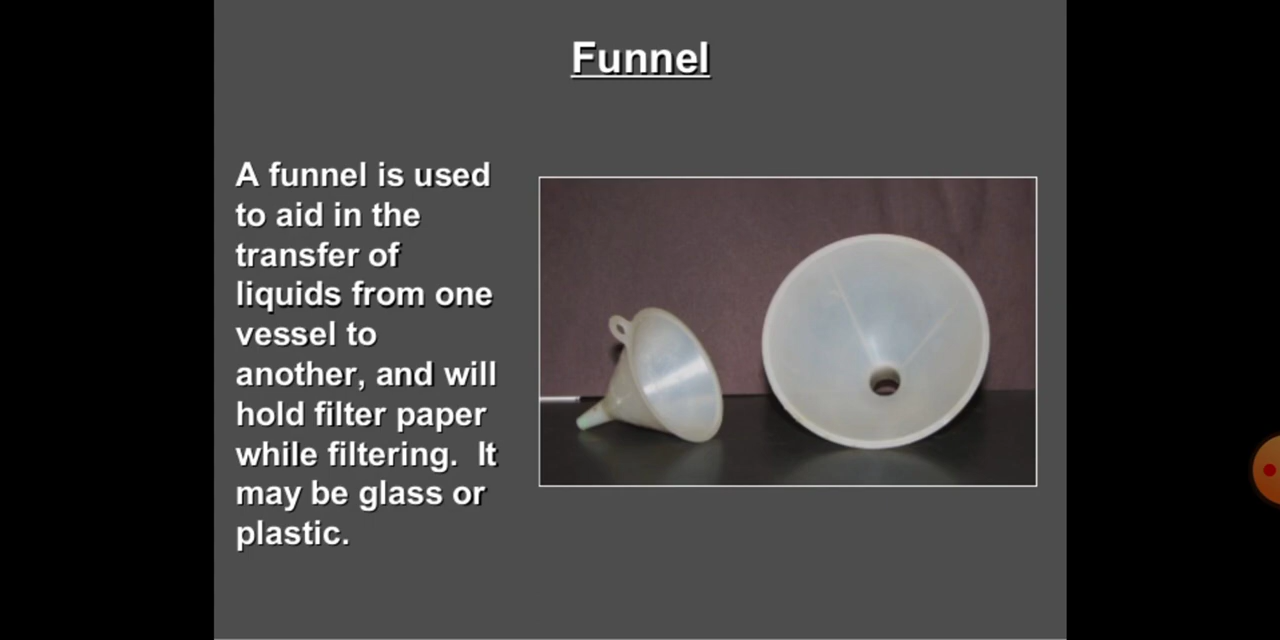 Funnel
A funnel is used
to aid in the
transfer of
liquids from one
vessel to
another, and will
hold filter paper
while filtering.  It
may be glass or
plastic.